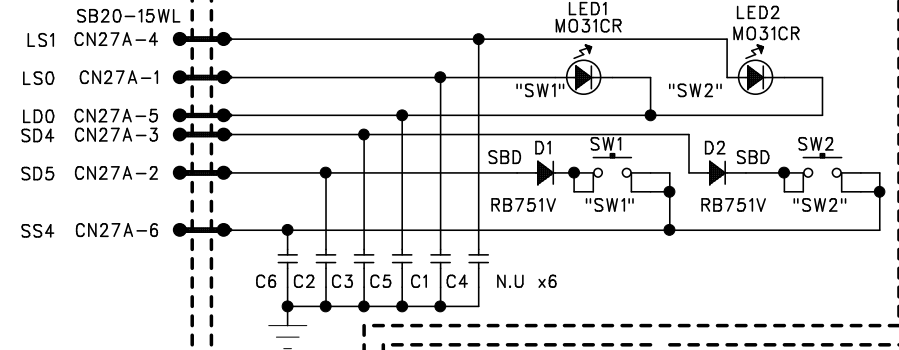 SB20-15WL
LED1
MO31CR
LED2
MO31CR
LS1 CN27A-4
LS0 CN27A-1
"SW1"
"SW2"
LD0 CN27A-5
SD4 CN27A-3
D1
SW1
D2
SW2
SBD
SBD
SD5 CN27A-2
RB751V
"SW1"
RB751V
"SW2"
SS4 CN27A-6
C6 C2 C3 C5 C1 C4 N.U x6